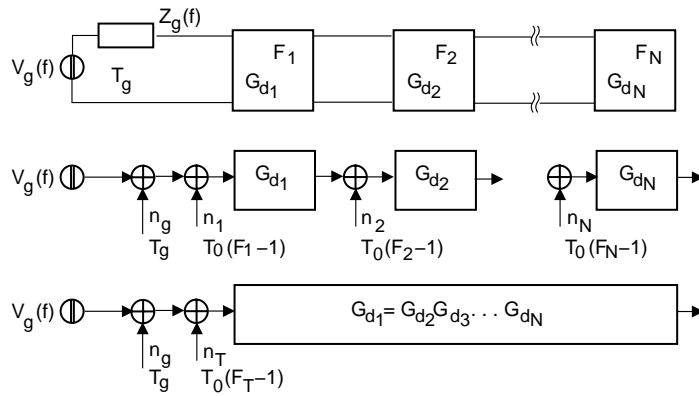 Z_g(f)
V_g(f) T_g F_1 F_2 F_N
G_d1 G_d2 G_dN
V_g(f) G_d1 G_d2 G_dN
n_g n_1 n_2 n_N
T_g T_0(F_1–1) T_0(F_2–1) T_0(F_N–1)
V_g(f) G_d1= G_d2G_d3. . . G_dN
n_g n_T
T_g T_0(F_T–1)